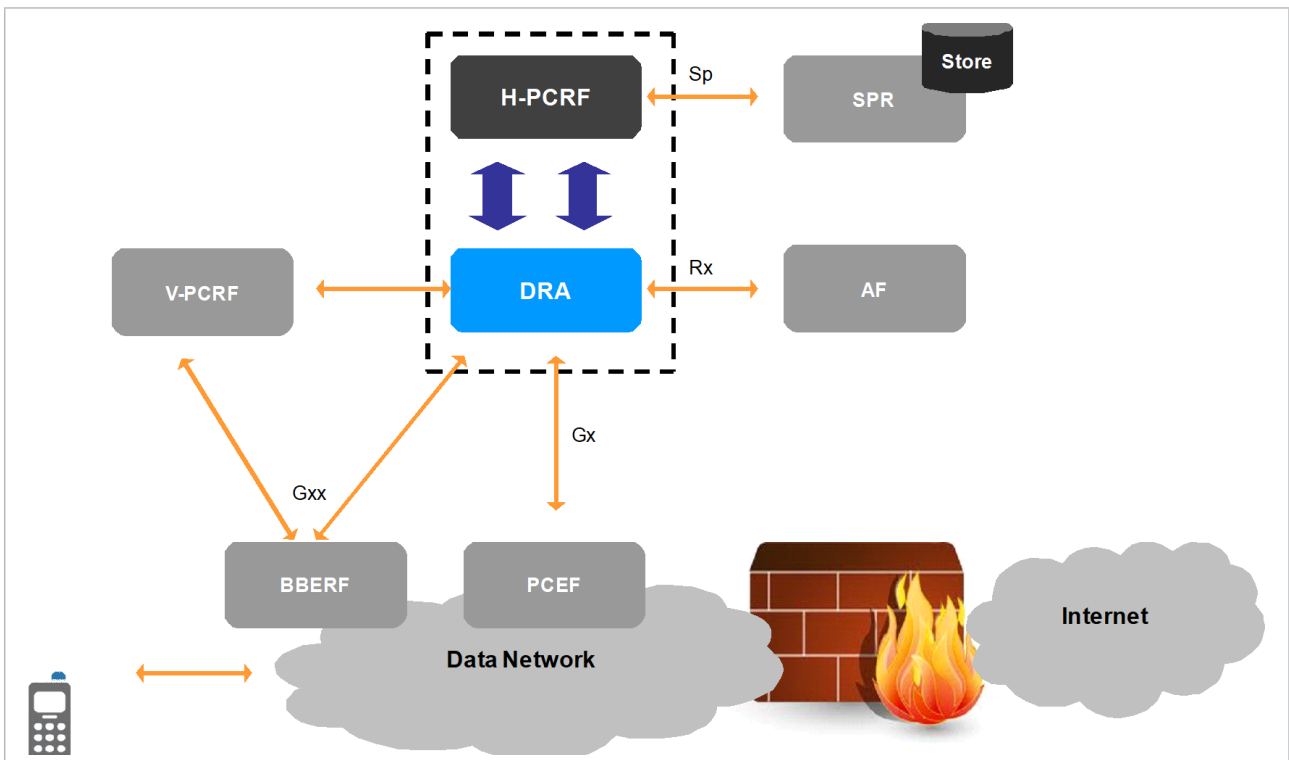 Store
H-PCRF
Sp
SPR
V-PCRF
DRA
Rx
AF
Gx
Gxx
BBERF
PCEF
Internet
Data Network